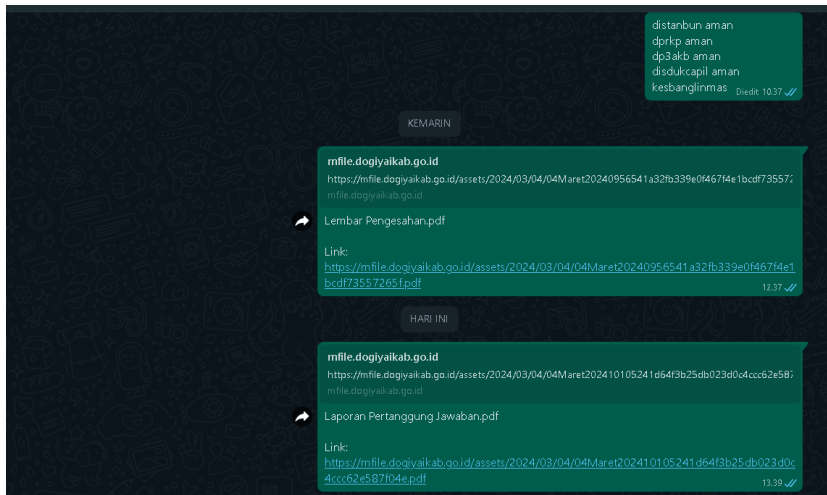 distanbun aman
dprkp aman
dp3akb aman
disdukcapil aman
kesbanglinmas Diedit 10.37
KEMARIN
mfile.dogiyaikab.go.id
https://mfile.dogiyaikab.go.id/assets/2024/03/04/04Maret20240956541a32fb339e0f467f4e1bcdf735572
mfile.dogiyaikab.go.id
Lembar Pengesahan.pdf
Link:
https://mfile.dogiyaikab.go.id/assets/2024/03/04/04Maret20240956541a32fb339e0f467f4e1
bcdf73557265f.pdf
12.37
HARI INI
mfile.dogiyaikab.go.id
https://mfile.dogiyaikab.go.id/assets/2024/03/04/04Maret202410105241d64f3b25db023d0c4ccc62e587
mfile.dogiyaikab.go.id
Laporan Pertanggung Jawaban.pdf
Link:
https://mfile.dogiyaikab.go.id/assets/2024/03/04/04Maret202410105241d64f3b25db023d0c
4ccc62e587f04e.pdf
13.39